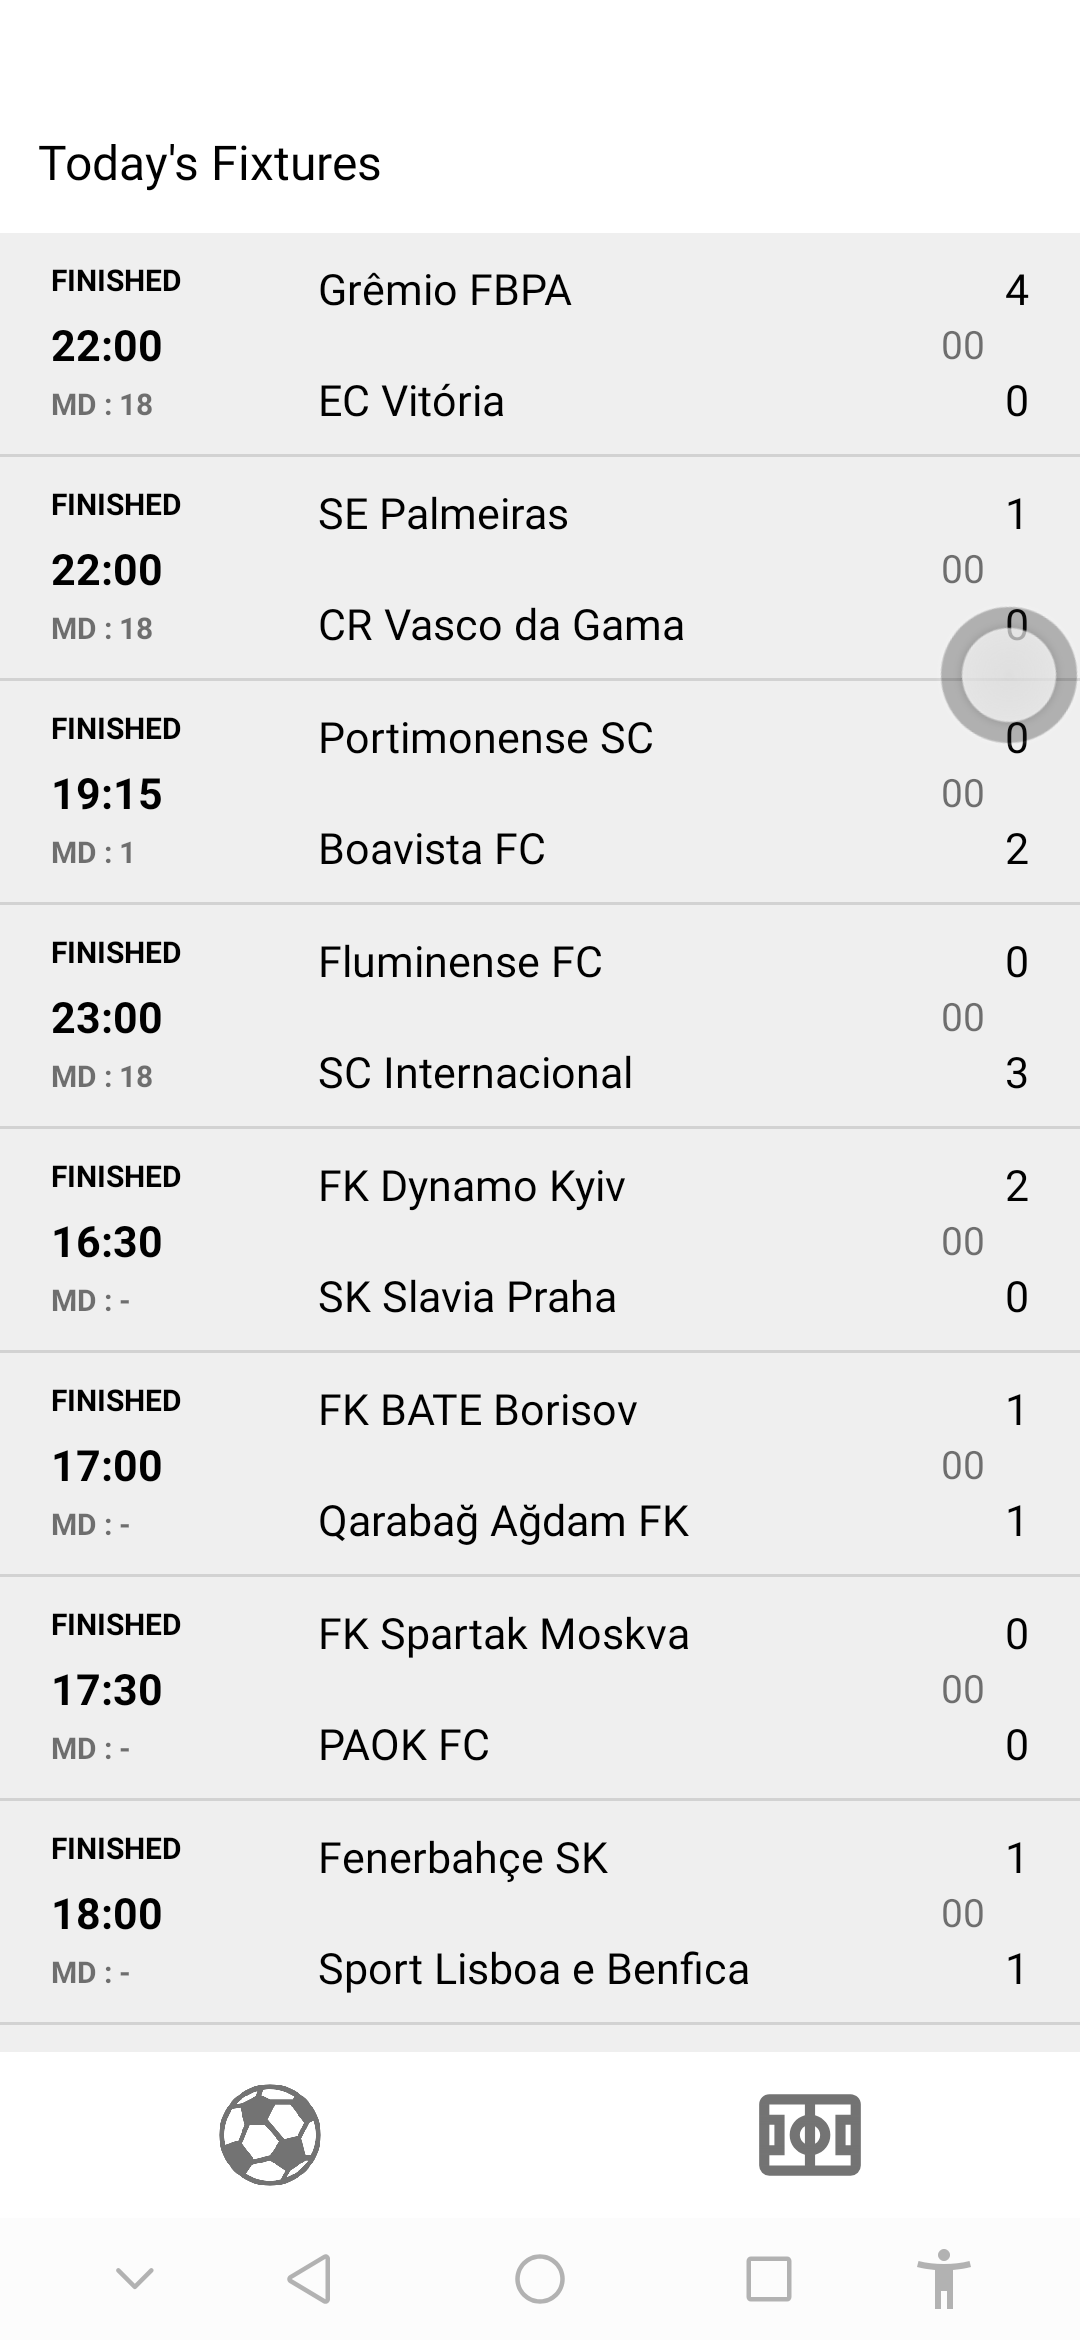 Today's Fixtures
FINISHED
22:00
MD : 18
Grêmio FBPA 4
00
EC Vitória 0
FINISHED
22:00
MD : 18
SE Palmeiras 1
00
CR Vasco da Gama 0
FINISHED
19:15
MD : 1
Portimonense SC 0
00
Boavista FC 2
FINISHED
23:00
MD : 18
Fluminense FC 0
00
SC Internacional 3
FINISHED
16:30
MD : -
FK Dynamo Kyiv 2
00
SK Slavia Praha 0
FINISHED
17:00
MD : -
FK BATE Borisov 1
00
Qarabağ Ağdam FK 1
FINISHED
17:30
MD : -
FK Spartak Moskva 0
00
PAOK FC 0
FINISHED
18:00
MD : -
Fenerbahçe SK 1
00
Sport Lisboa e Benfica 1